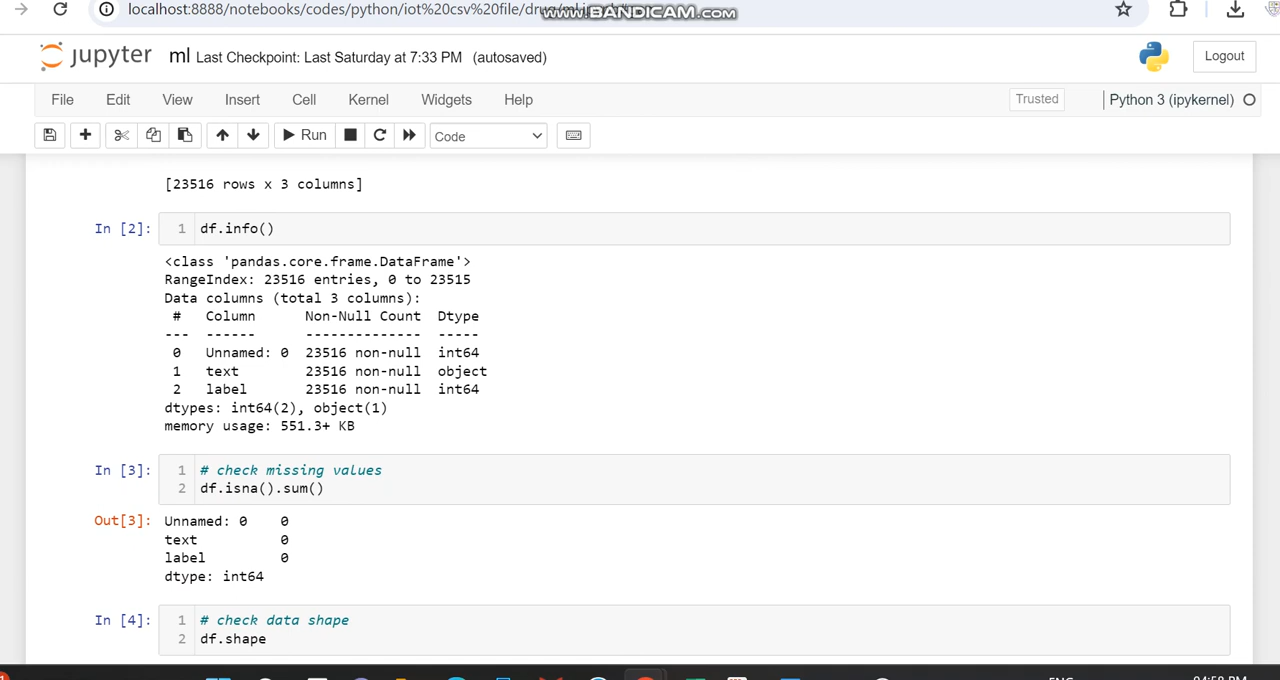 localhost:8888/notebooks/codes/python/iot%20csv%20file/drug
www.BANDICAM.com
jupyter ml Last Checkpoint: Last Saturday at 7:33 PM (autosaved)
Logout
File Edit View Insert Cell Kernel Widgets Help
Trusted
Python 3 (ipykernel)
Run
Code
[23516 rows x 3 columns]
In [2]: 1 df.info()
<class 'pandas.core.frame.DataFrame'>
RangeIndex: 23516 entries, 0 to 23515
Data columns (total 3 columns):
# Column Non-Null Count Dtype
--- ------ -------------- -----
0 Unnamed: 0 23516 non-null int64
1 text 23516 non-null object
2 label 23516 non-null int64
dtypes: int64(2), object(1)
memory usage: 551.3+ KB
In [3]: 1 # check missing values
2 df.isna().sum()
Out[3]: Unnamed: 0 0
text 0
label 0
dtype: int64
In [4]: 1 # check data shape
2 df.shape